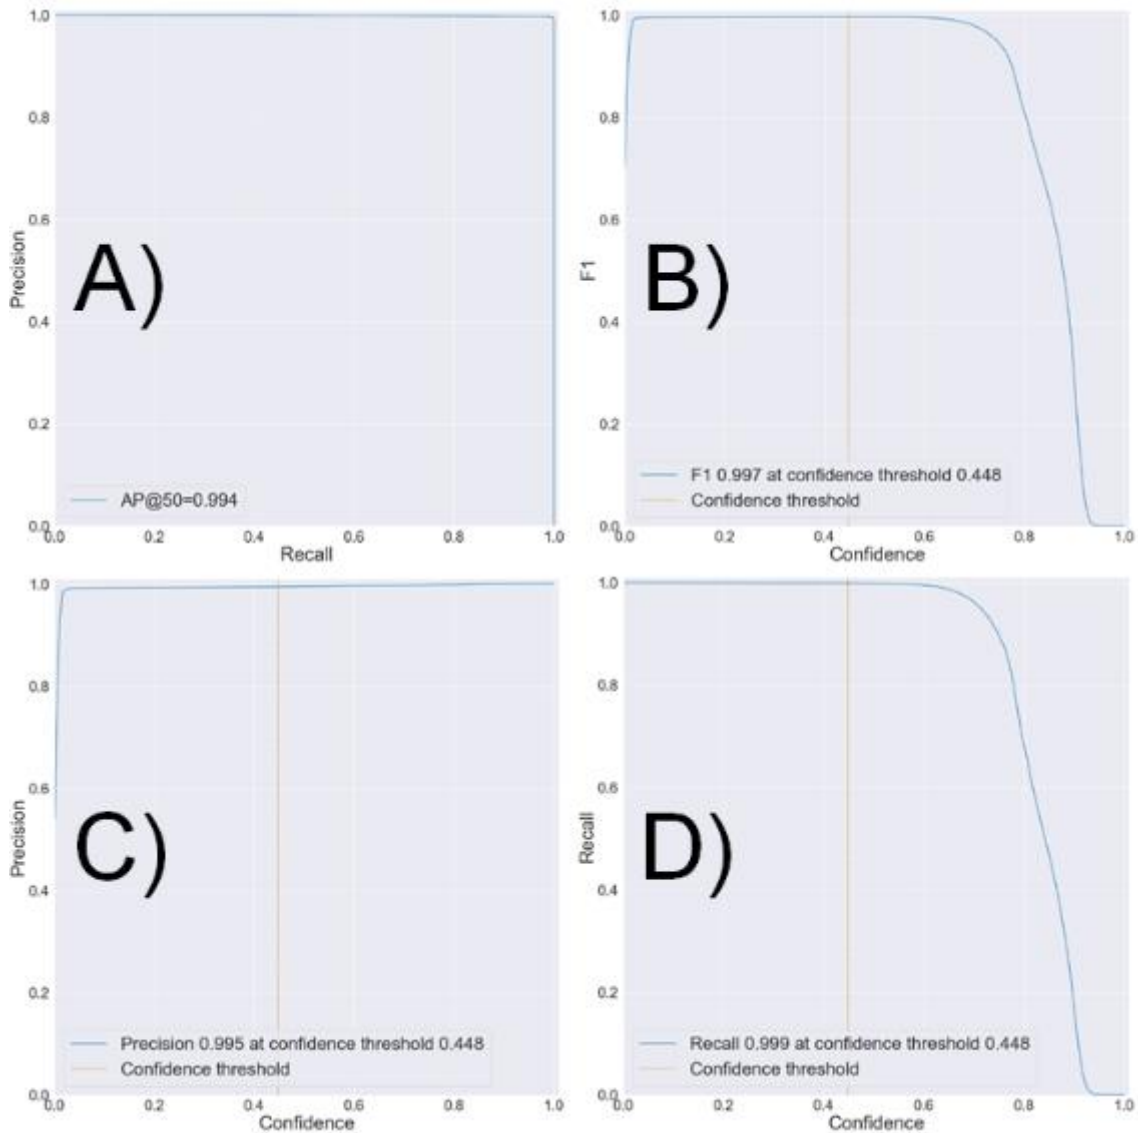 1.0
0.8
0.6
0.4
0.2
0.0
Precision
A)
AP@50=0.994
0.0 0.2 0.4 0.6 0.8 1.0
Recall
1.0
0.8
0.6
0.4
0.2
0.0
F1
B)
F1 0.997 at confidence threshold 0.448
Confidence threshold
0.0 0.2 0.4 0.6 0.8 1.0
Confidence
1.0
0.8
0.6
0.4
0.2
0.0
Precision
C)
Precision 0.995 at confidence threshold 0.448
Confidence threshold
0.0 0.2 0.4 0.6 0.8 1.0
Confidence
1.0
0.8
0.6
0.4
0.2
0.0
Recall
D)
Recall 0.999 at confidence threshold 0.448
Confidence threshold
0.0 0.2 0.4 0.6 0.8 1.0
Confidence